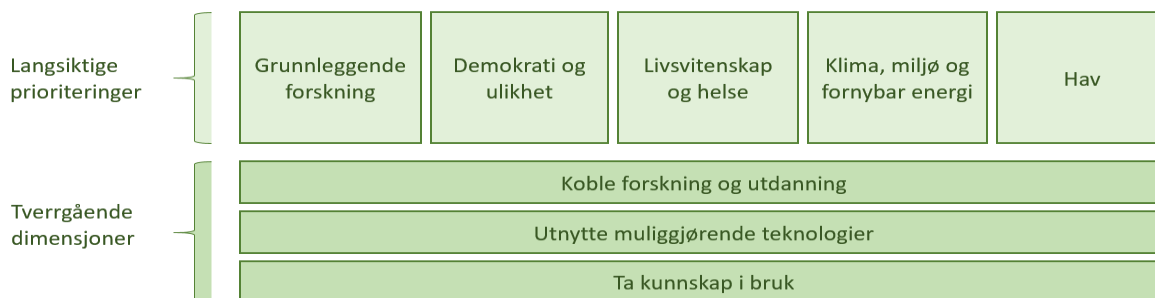 Langsiktige
prioriteringer
Grunnleggende
forskning
Demokrati og
ulikhet
Livsvitenskap
og helse
Klima, miljø og
fornybar energi
Hav
Tverrgående
dimensjoner
Koble forskning og utdanning
Utnytte muliggjørende teknologier
Ta kunnskap i bruk